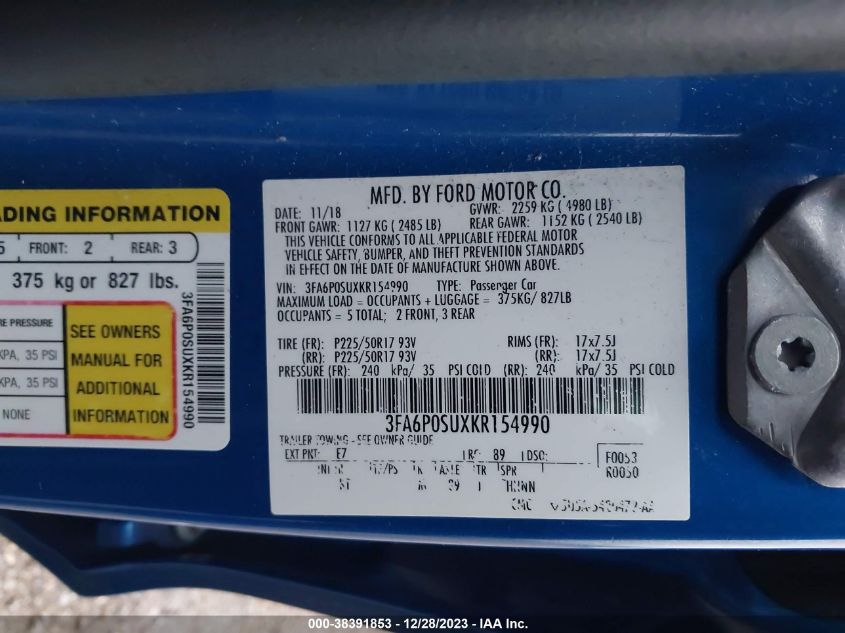 ADING INFORMATION
5 FRONT: 2 REAR: 3
375 kg or 827 lbs.
RE PRESSURE
KPA, 35 PSI
KPA, 35 PSI
NONE
SEE OWNERS
MANUAL FOR
ADDITIONAL
INFORMATION
3FA6P0SUXKR154990
MFD. BY FORD MOTOR CO.
DATE: 11/18 GVWR: 2259 KG ( 4980 LB)
FRONT GAWR: 1127 KG ( 2485 LB) REAR GAWR: 1152 KG ( 2540 LB)
THIS VEHICLE CONFORMS TO ALL APPLICABLE FEDERAL MOTOR
VEHICLE SAFETY, BUMPER, AND THEFT PREVENTION STANDARDS
IN EFFECT ON THE DATE OF MANUFACTURE SHOWN ABOVE.
VIN: 3FA6P0SUXKR154990 TYPE: Passenger Car
MAXIMUM LOAD = OCCUPANTS + LUGGAGE = 375KG/ 827LB
OCCUPANTS = 5 TOTAL; 2 FRONT, 3 REAR
TIRE (FR): P225/50R17 93V RIMS (FR): 17x7.5J
(RR): P225/50R17 93V (RR): 17x7.5J
PRESSURE (FR): 240 kPa/ 35 PSI COLD (RR): 240 kPa/ 35 PSI COLD
3FA6P0SUXKR154990
TRAILER TOWING - SEE OWNER GUIDE
EXT PNT: E7 RC: 89 DSO: F0053
R0050
000-38391853 - 12/28/2023 - IAA Inc.